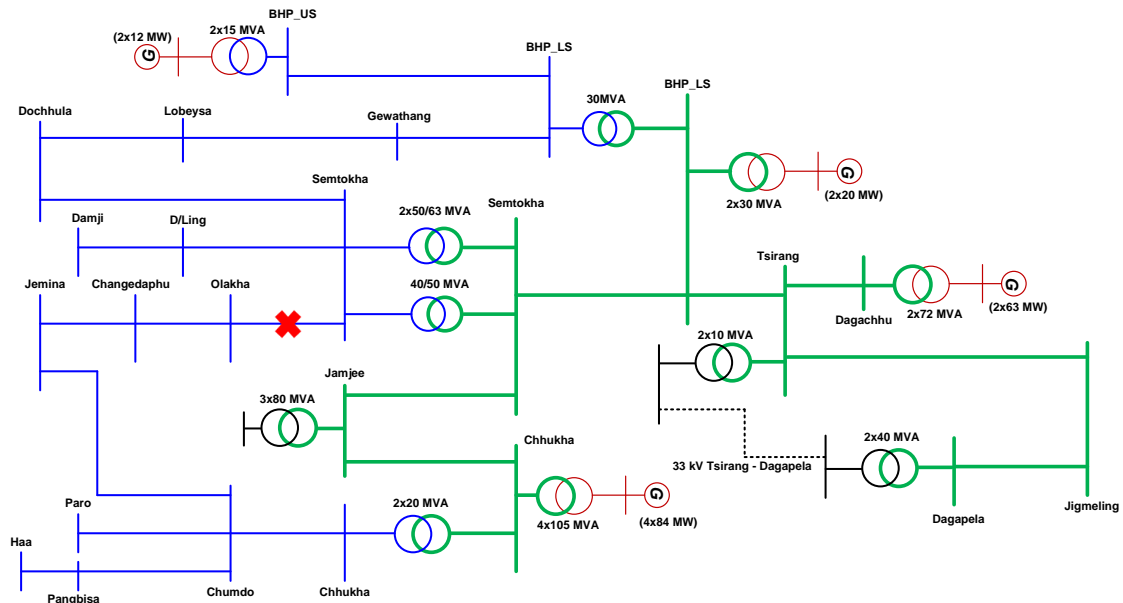 BHP_US
2x15 MVA
(2x12 MW)
G
BHP_LS
BHP_LS
30MVA
Dochhula
Lobeysa
Gewathang
G
(2x20 MW)
2x30 MVA
Semtokha
Semtokha
Damji
D/Ling
2x50/63 MVA
Tsirang
Jemina
Changedaphu
Olakha
40/50 MVA
G
Dagachhu
2x72 MVA
(2x63 MW)
2x10 MVA
Jamjee
3x80 MVA
Chhukha
2x40 MVA
33 kV Tsirang - Dagapela
G
Paro
2x20 MVA
4x105 MVA
(4x84 MW)
Dagapela
Jigmeling
Haa
Pangbisa
Chumdo
Chhukha